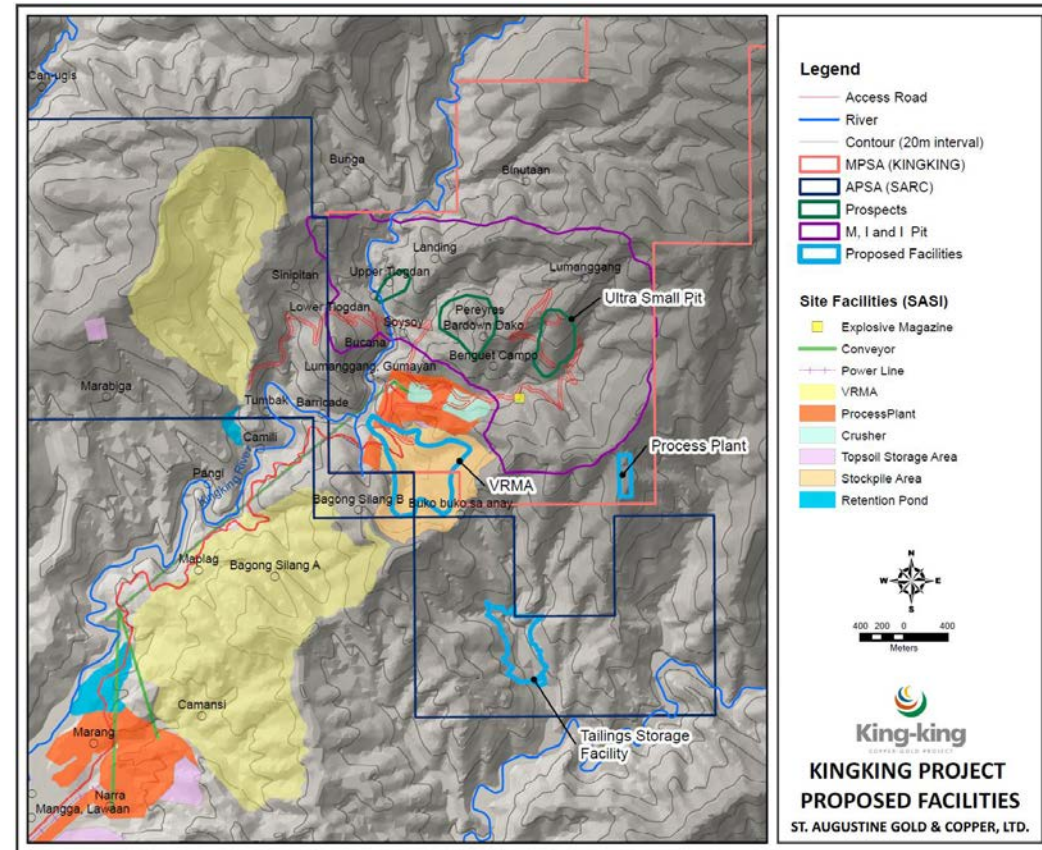 Can-ugis
Bunga
Binutaan
Landing
Lumanggang
Upper Tiogdan
Sinipitan
Ultra Small Pit
Lower Tiogdan
Pereyras
Boysoy
Bardown Dako
Bucana
Benguet Campo
Lumanggang, Gumayan
Marabiga
Tumbak
Barricade
Camili
Process Plant
Pangi
Kingking River
VRMA
Bagong Silang B
Buko buko sa anay
Maplag
Bagong Silang A
Camansi
Marang
Tailings Storage
Facility
Narra
Mangga, Lawaan
Legend
Access Road
River
Contour (20m interval)
MPSA (KINGKING)
APSA (SARC)
Prospects
M, I and I Pit
Proposed Facilities
Site Facilities (SASI)
Explosive Magazine
Conveyor
Power Line
VRMA
ProcessPlant
Crusher
Topsoil Storage Area
Stockpile Area
Retention Pond
N
W E
S
400 200 0 400
Meters
King-king
COPPER-GOLD PROJECT
KINGKING PROJECT
PROPOSED FACILITIES
ST. AUGUSTINE GOLD & COPPER, LTD.